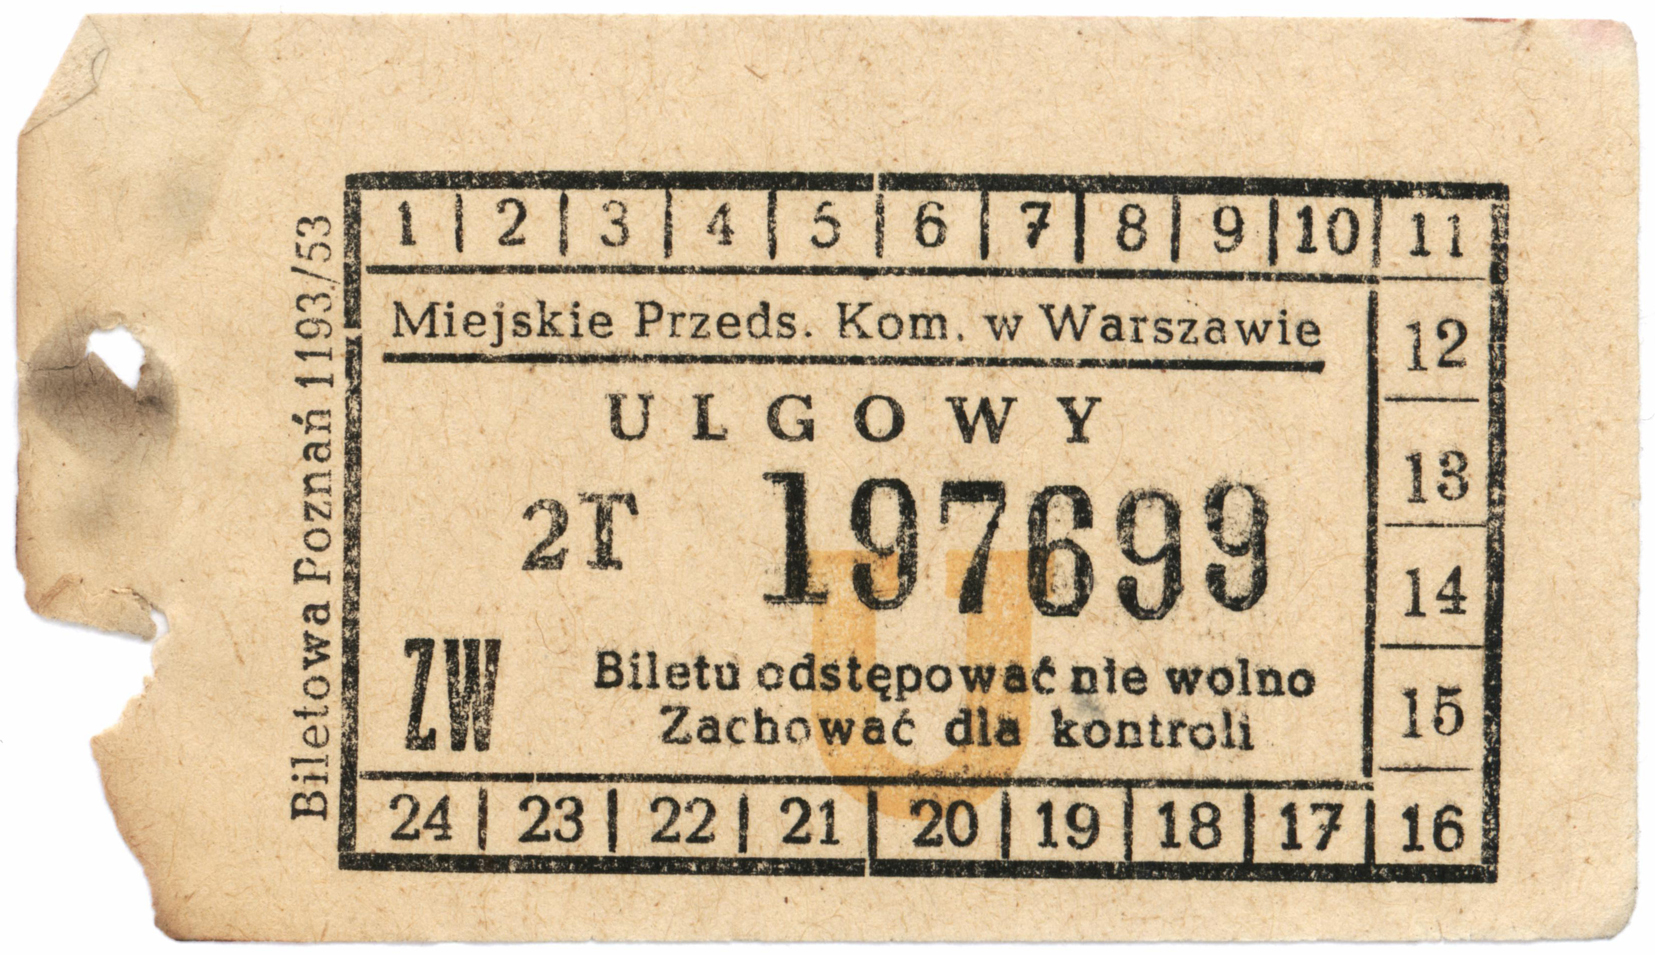 Biletowa Poznań 1193/53
1 2 3 4 5 6 7 8 9 10 11
Miejskie Przeds. Kom. w Warszawie
12
ULGOWY
13
2T 197699
U
14
ZW
Biletu odstępować nie wolno
Zachować dla kontroli
15
24 23 22 21 20 19 18 17 16